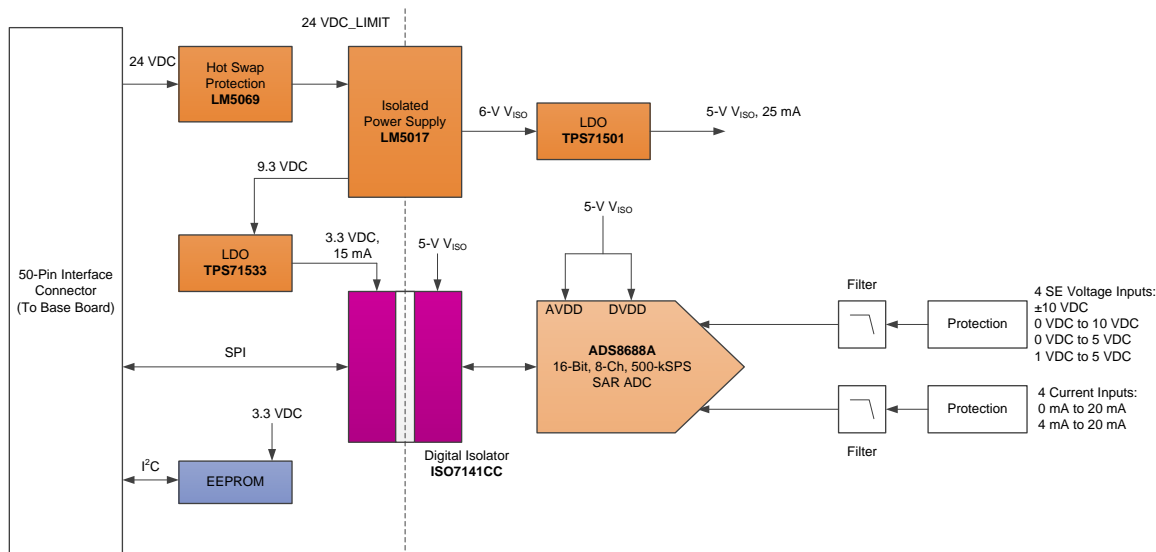 24 VDC_LIMIT
24 VDC
Hot Swap
Protection
LM5069
Isolated
Power Supply
LM5017
6-V VISO
LDO
TPS71501
5-V VISO, 25 mA
9.3 VDC
LDO
TPS71533
3.3 VDC,
15 mA
5-V VISO
5-V VISO
50-Pin Interface
Connector
(To Base Board)
AVDD
DVDD
ADS8688A
16-Bit, 8-Ch, 500-kSPS
SAR ADC
Filter
Protection
4 SE Voltage Inputs:
±10 VDC
0 VDC to 10 VDC
0 VDC to 5 VDC
1 VDC to 5 VDC
SPI
Filter
Protection
4 Current Inputs:
0 mA to 20 mA
4 mA to 20 mA
3.3 VDC
I²C
EEPROM
Digital Isolator
ISO7141CC